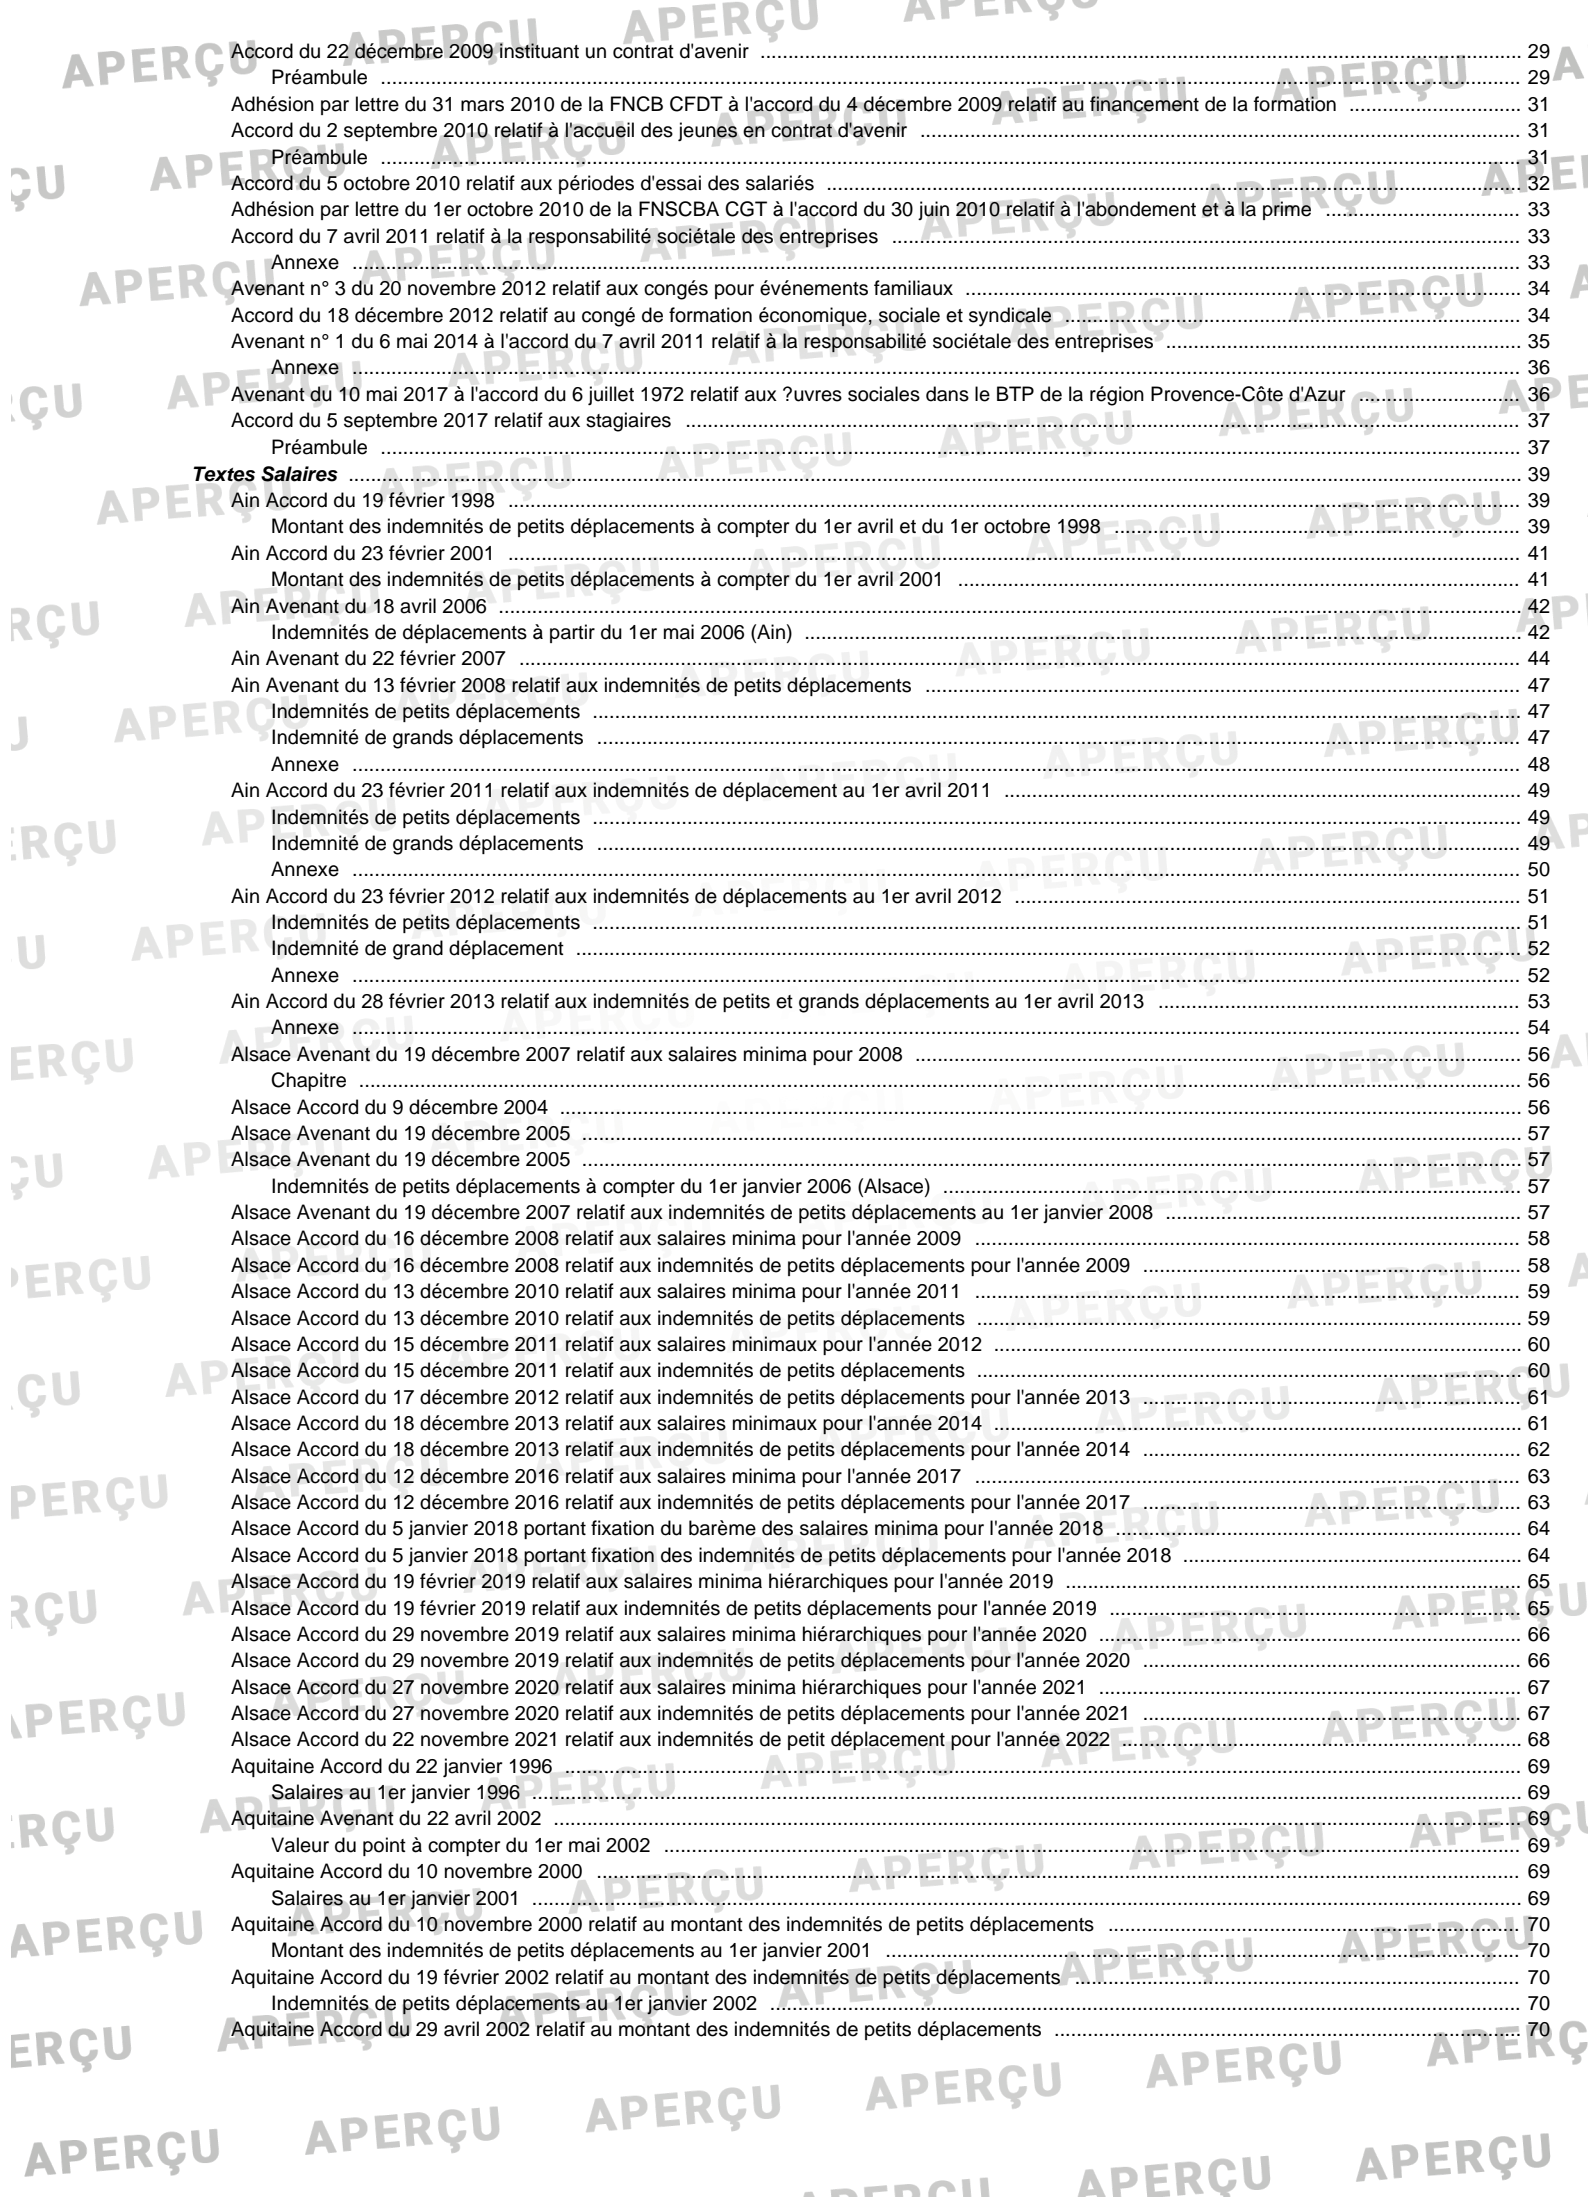 Accord du 22 décembre 2009 instituant un contrat d'avenir 29
Préambule 29
Adhésion par lettre du 31 mars 2010 de la FNCB CFDT à l'accord du 4 décembre 2009 relatif au financement de la formation 31
Accord du 2 septembre 2010 relatif à l'accueil des jeunes en contrat d'avenir 31
Préambule 31
Accord du 5 octobre 2010 relatif aux périodes d'essai des salariés 32
Adhésion par lettre du 1er octobre 2010 de la FNSCBA CGT à l'accord du 30 juin 2010 relatif à l'abondement et à la prime 33
Accord du 7 avril 2011 relatif à la responsabilité sociétale des entreprises 33
Annexe 33
Avenant n° 3 du 20 novembre 2012 relatif aux congés pour événements familiaux 34
Accord du 18 décembre 2012 relatif au congé de formation économique, sociale et syndicale 34
Avenant n° 1 du 6 mai 2014 à l'accord du 7 avril 2011 relatif à la responsabilité sociétale des entreprises 35
Annexe 36
Avenant du 10 mai 2017 à l'accord du 6 juillet 1972 relatif aux ?uvres sociales dans le BTP de la région Provence-Côte d'Azur 36
Accord du 5 septembre 2017 relatif aux stagiaires 37
Préambule 37
Textes Salaires 39
Ain Accord du 19 février 1998 39
Montant des indemnités de petits déplacements à compter du 1er avril et du 1er octobre 1998 39
Ain Accord du 23 février 2001 41
Montant des indemnités de petits déplacements à compter du 1er avril 2001 41
Ain Avenant du 18 avril 2006 42
Indemnités de déplacements à partir du 1er mai 2006 (Ain) 42
Ain Avenant du 22 février 2007 44
Ain Avenant du 13 février 2008 relatif aux indemnités de petits déplacements 47
Indemnités de petits déplacements 47
Indemnité de grands déplacements 47
Annexe 48
Ain Accord du 23 février 2011 relatif aux indemnités de déplacement au 1er avril 2011 49
Indemnités de petits déplacements 49
Indemnité de grands déplacements 49
Annexe 50
Ain Accord du 23 février 2012 relatif aux indemnités de déplacements au 1er avril 2012 51
Indemnités de petits déplacements 51
Indemnité de grand déplacement 52
Annexe 52
Ain Accord du 28 février 2013 relatif aux indemnités de petits et grands déplacements au 1er avril 2013 53
Annexe 54
Alsace Avenant du 19 décembre 2007 relatif aux salaires minima pour 2008 56
Chapitre 56
Alsace Accord du 9 décembre 2004 56
Alsace Avenant du 19 décembre 2005 57
Alsace Avenant du 19 décembre 2005 57
Indemnités de petits déplacements à compter du 1er janvier 2006 (Alsace) 57
Alsace Avenant du 19 décembre 2007 relatif aux indemnités de petits déplacements au 1er janvier 2008 57
Alsace Accord du 16 décembre 2008 relatif aux salaires minima pour l'année 2009 58
Alsace Accord du 16 décembre 2008 relatif aux indemnités de petits déplacements pour l'année 2009 58
Alsace Accord du 13 décembre 2010 relatif aux salaires minima pour l'année 2011 59
Alsace Accord du 13 décembre 2010 relatif aux indemnités de petits déplacements 59
Alsace Accord du 15 décembre 2011 relatif aux salaires minimaux pour l'année 2012 60
Alsace Accord du 15 décembre 2011 relatif aux indemnités de petits déplacements 60
Alsace Accord du 17 décembre 2012 relatif aux indemnités de petits déplacements pour l'année 2013 61
Alsace Accord du 18 décembre 2013 relatif aux salaires minimaux pour l'année 2014 61
Alsace Accord du 18 décembre 2013 relatif aux indemnités de petits déplacements pour l'année 2014 62
Alsace Accord du 12 décembre 2016 relatif aux salaires minima pour l'année 2017 63
Alsace Accord du 12 décembre 2016 relatif aux indemnités de petits déplacements pour l'année 2017 63
Alsace Accord du 5 janvier 2018 portant fixation du barème des salaires minima pour l'année 2018 64
Alsace Accord du 5 janvier 2018 portant fixation des indemnités de petits déplacements pour l'année 2018 64
Alsace Accord du 19 février 2019 relatif aux salaires minima hiérarchiques pour l'année 2019 65
Alsace Accord du 19 février 2019 relatif aux indemnités de petits déplacements pour l'année 2019 65
Alsace Accord du 29 novembre 2019 relatif aux salaires minima hiérarchiques pour l'année 2020 66
Alsace Accord du 29 novembre 2019 relatif aux indemnités de petits déplacements pour l'année 2020 66
Alsace Accord du 27 novembre 2020 relatif aux salaires minima hiérarchiques pour l'année 2021 67
Alsace Accord du 27 novembre 2020 relatif aux indemnités de petits déplacements pour l'année 2021 67
Alsace Accord du 22 novembre 2021 relatif aux indemnités de petit déplacement pour l'année 2022 68
Aquitaine Accord du 22 janvier 1996 69
Salaires au 1er janvier 1996 69
Aquitaine Avenant du 22 avril 2002 69
Valeur du point à compter du 1er mai 2002 69
Aquitaine Accord du 10 novembre 2000 69
Salaires au 1er janvier 2001 69
Aquitaine Accord du 10 novembre 2000 relatif au montant des indemnités de petits déplacements 70
Montant des indemnités de petits déplacements au 1er janvier 2001 70
Aquitaine Accord du 19 février 2002 relatif au montant des indemnités de petits déplacements 70
Indemnités de petits déplacements au 1er janvier 2002 70
Aquitaine Accord du 29 avril 2002 relatif au montant des indemnités de petits déplacements 70
APERÇU